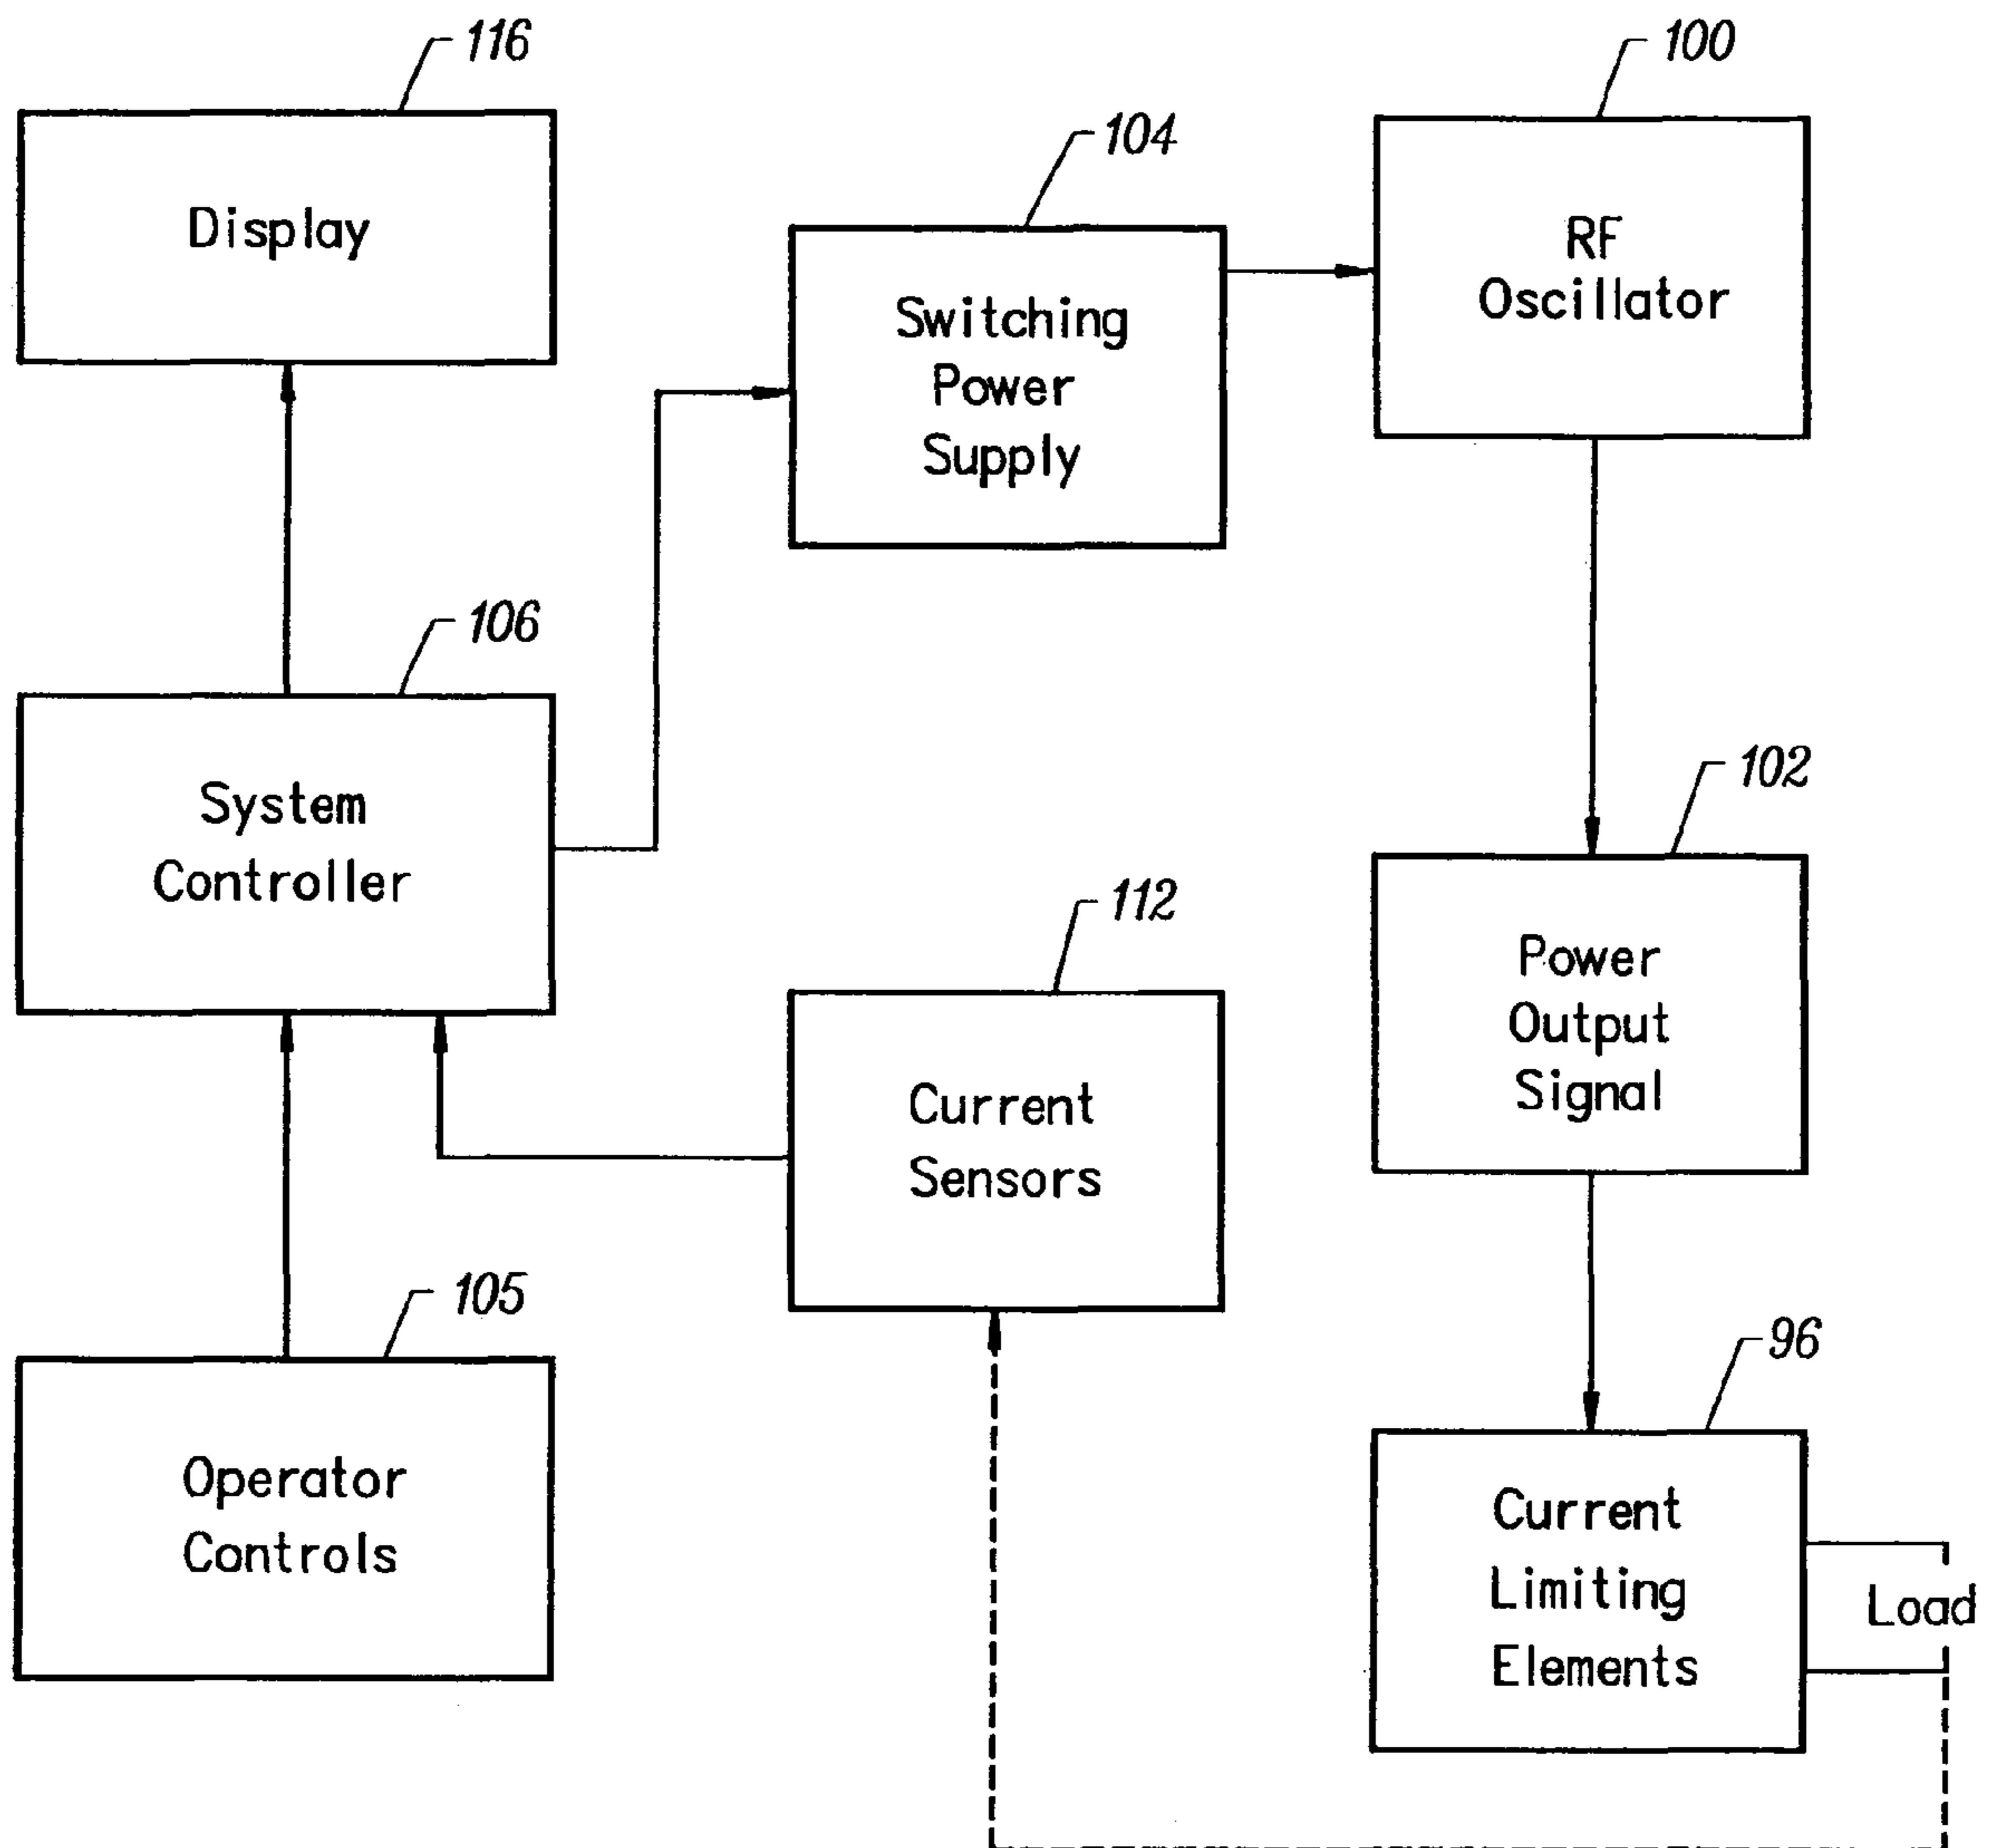 116
Display
104
Switching
Power
Supply
100
RF
Oscillator
106
System
Controller
112
Current
Sensors
102
Power
Output
Signal
105
Operator
Controls
96
Current
Limiting
Elements
Load